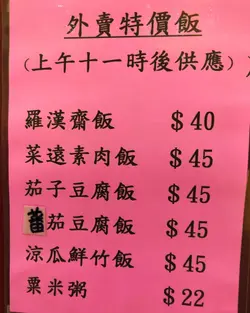 外賣特價飯
(上午十一時後供應)
羅漢齋飯 $40
菜遠素肉飯 $45
茄子豆腐飯 $45
蕃茄豆腐飯 $45
涼瓜鮮竹飯 $45
粟米粥 $22